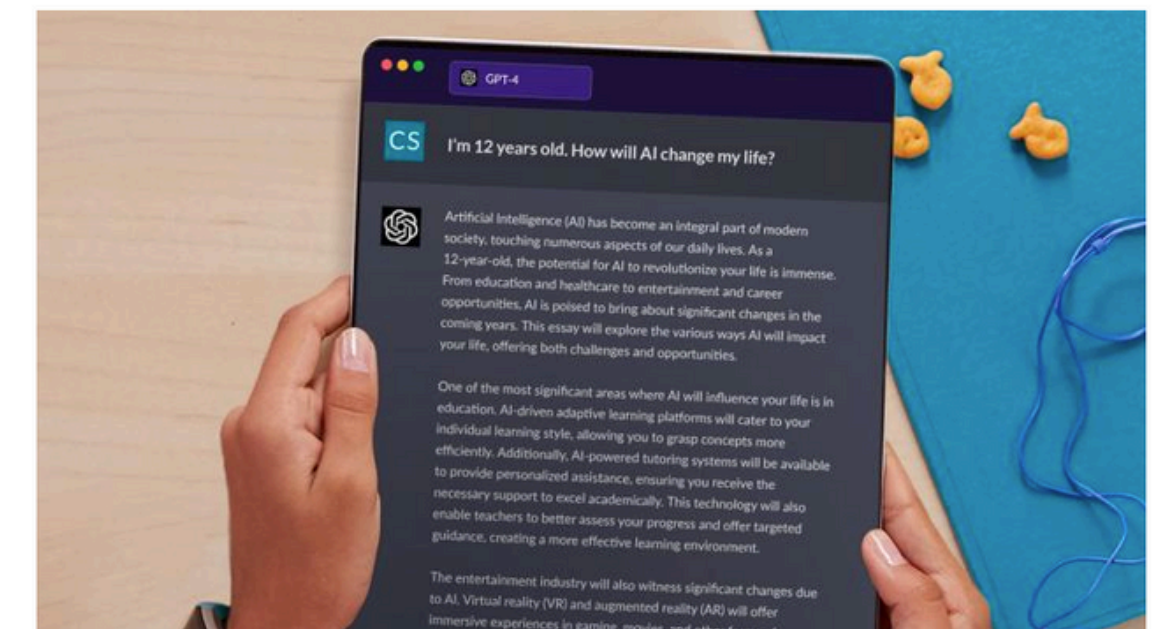 GPT-4
CS
I'm 12 years old. How will AI change my life?
Artificial Intelligence (AI) has become an integral part of modern
society, touching numerous aspects of our daily lives. As a
12-year-old, the potential for AI to revolutionize your life is immense.
From education and healthcare to entertainment and career
opportunities, AI is poised to bring about significant changes in the
coming years. This essay will explore the various ways AI will impact
your life, offering both challenges and opportunities.
One of the most significant areas where AI will influence your life is in
education. AI-driven adaptive learning platforms will cater to your
individual learning style, allowing you to grasp concepts more
efficiently. Additionally, AI-powered tutoring systems will be available
to provide personalized assistance, ensuring you receive the
necessary support to excel academically. This technology will also
enable teachers to better assess your progress and offer targeted
guidance, creating a more effective learning environment.
The entertainment industry will also witness significant changes due
to AI. Virtual reality (VR) and augmented reality (AR) will offer
immersive experiences in gaming, movies, and other